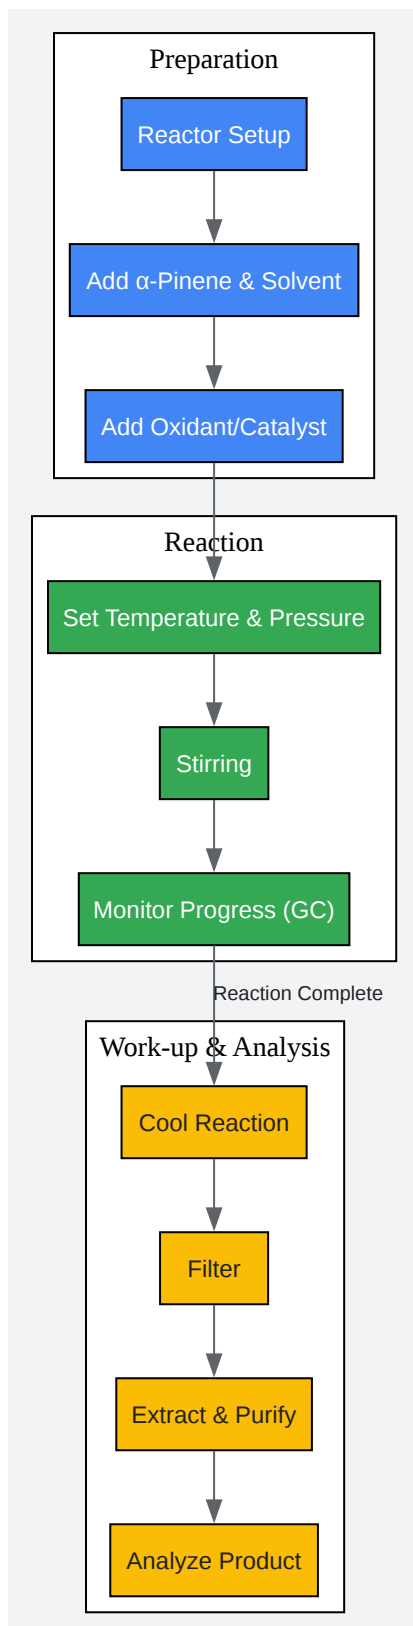 Preparation
Reactor Setup
Add α-Pinene & Solvent
Add Oxidant/Catalyst
Reaction
Set Temperature & Pressure
Stirring
Monitor Progress (GC)
Reaction Complete
Work-up & Analysis
Cool Reaction
Filter
Extract & Purify
Analyze Product